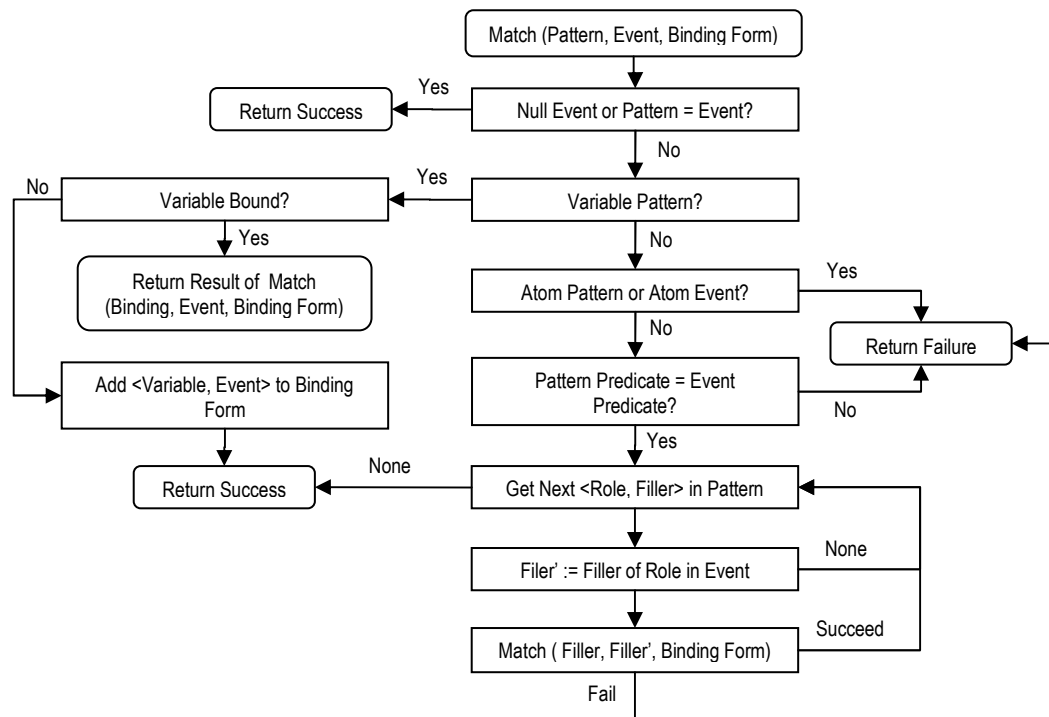 Match (Pattern, Event, Binding Form)
Yes
Return Success
Null Event or Pattern = Event?
No
No
Yes
Variable Bound?
Variable Pattern?
Yes
No
Return Result of Match
(Binding, Event, Binding Form)
Atom Pattern or Atom Event?
Yes
No
Return Failure
Add <Variable, Event> to Binding
Form
Pattern Predicate = Event
Predicate?
No
Yes
None
Return Success
Get Next <Role, Filler> in Pattern
None
Filer’ := Filler of Role in Event
Succeed
Match ( Filler, Filler’, Binding Form)
Fail